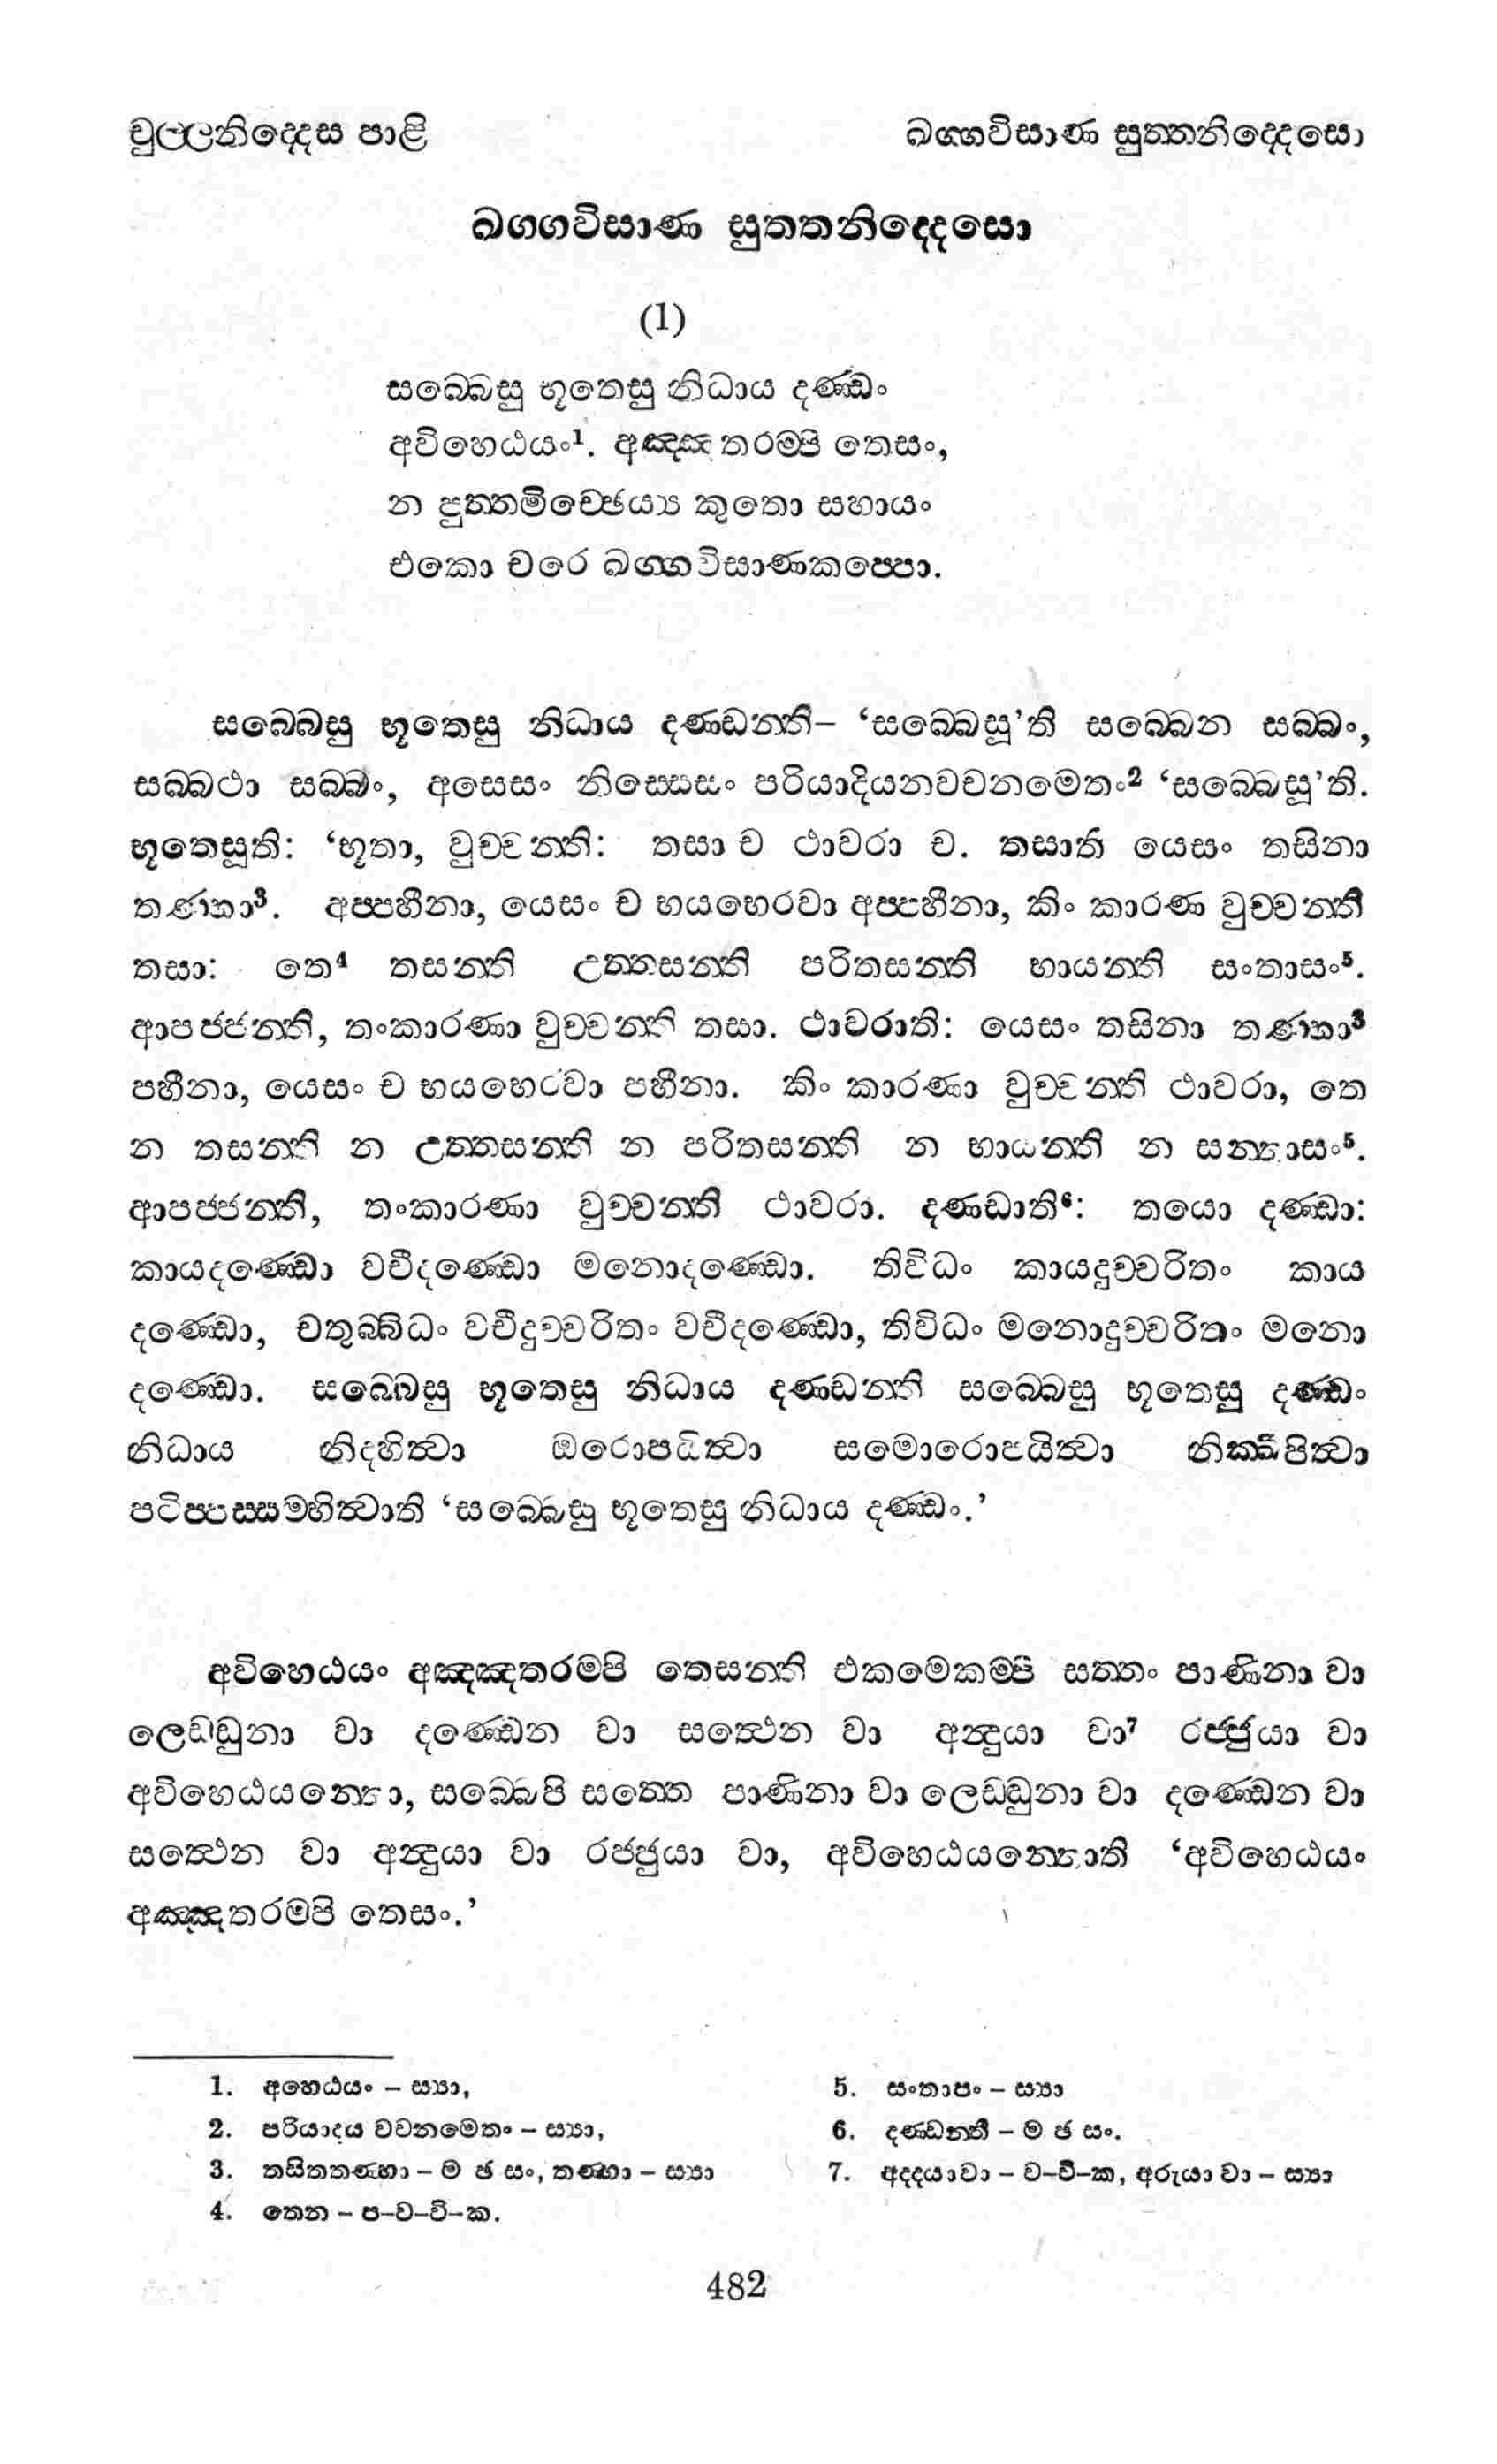 චුල්ලනිද්දෙස පාළි
ඛග්ගවිසාණ සුත්තනිද්දෙසො
ඛග්ගවිසාණ සුත්තනිද්දෙසො
(1)
සබ්බෙසු භූතෙසු නිධාය දණ්ඩං
අවිහෙඨයං¹. අඤ්ඤතරම්පි තෙසං,
න පුත්තමිච්ඡෙය්‍ය කුතො සහායං
එකො චරෙ ඛග්ගවිසාණකප්පො.
සබ්බෙසු භූතෙසු නිධාය දණ්ඩන්ති– ‘සබ්බෙසූ’ති සබ්බෙන සබ්බං,
සබ්බථා සබ්බං, අසෙසං නිස්සෙසං පරියාදියනවචනමෙතං² ‘සබ්බෙසූ’ති.
භූතෙසූති: ‘භූතා, වුච්චන්ති: තසා ච ථාවරා ච. තසාති යෙසං තසිනා
තණ්හා³. අප්පහීනා, යෙසං ච භයභෙරවා අප්පහීනා, කිං කාරණ වුච්චන්ති
තසා: තෙ⁴ තසන්ති උත්තසන්ති පරිතසන්ති භායන්ති සංතාසං⁵.
ආපජ්ජන්ති, තංකාරණා වුච්චන්ති තසා. ථාවරාති: යෙසං තසිනා තණ්හා³
පහීනා, යෙසං ච භයභෙරවා පහීනා. කිං කාරණා වුච්චන්ති ථාවරා, තෙ
න තසන්ති න උත්තසන්ති න පරිතසන්ති න භායන්ති න සන්ත්‍රාසං⁵.
ආපජ්ජන්ති, තංකාරණා වුච්චන්ති ථාවරා. දණ්ඩාති⁶: තයො දණ්ඩා:
කායදණ්ඩො වචීදණ්ඩො මනොදණ්ඩො. තිවිධං කායදුච්චරිතං කාය
දණ්ඩො, චතුබ්බිධං වචීදුච්චරිතං වචීදණ්ඩො, තිවිධං මනොදුච්චරිතං මනො
දණ්ඩො. සබ්බෙසු භූතෙසු නිධාය දණ්ඩන්ති සබ්බෙසු භූතෙසු දණ්ඩං
නිධාය නිදහිත්වා ඔරොපයිත්වා සමොරොපයිත්වා නික්ඛිපිත්වා
පටිප්පස්සම්භිත්වාති ‘සබ්බෙසු භූතෙසු නිධාය දණ්ඩං.’
අවිහෙඨයං අඤ්ඤතරම්පි තෙසන්ති එකමෙකම්පි සත්තං පාණිනා වා
ලෙඩ්ඩුනා වා දණ්ඩෙන වා සත්ථෙන වා අන්දුයා වා⁷ රජ්ජුයා වා
අවිහෙඨයන්තො, සබ්බෙපි සත්තෙ පාණිනා වා ලෙඩ්ඩුනා වා දණ්ඩෙන වා
සත්ථෙන වා අන්දුයා වා රජ්ජුයා වා, අවිහෙඨයන්තොති ‘අවිහෙඨයං
අඤ්ඤතරම්පි තෙසං.’
1. අහෙඨයං – ස්‍යා,
2. පරියාදය වචනමෙතං – ස්‍යා,
3. තසිතතණ්හා – ම ඡ සං, තණ්හා – ස්‍යා
4. තෙන – ප–ව–වි–ක.
5. සංතාපං – ස්‍යා
6. දණ්ඩන්ති – ම ඡ සං.
7. අද්දයාවා – ව–වි–ක, අරුයා වා – ස්‍යා
482